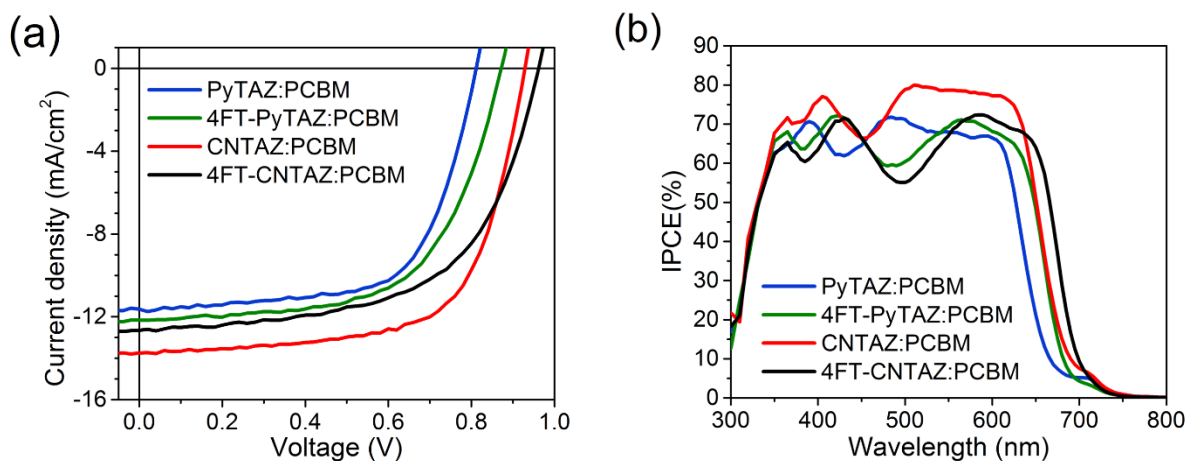 (a)
0
-4
-8
-12
-16
Current density (mA/cm²)
PyTAZ:PCBM
4FT-PyTAZ:PCBM
CNTAZ:PCBM
4FT-CNTAZ:PCBM
0.0 0.2 0.4 0.6 0.8 1.0
Voltage (V)
(b)
90
80
70
60
50
40
30
20
10
0
IPCE(%)
PyTAZ:PCBM
4FT-PyTAZ:PCBM
CNTAZ:PCBM
4FT-CNTAZ:PCBM
300 400 500 600 700 800
Wavelength (nm)